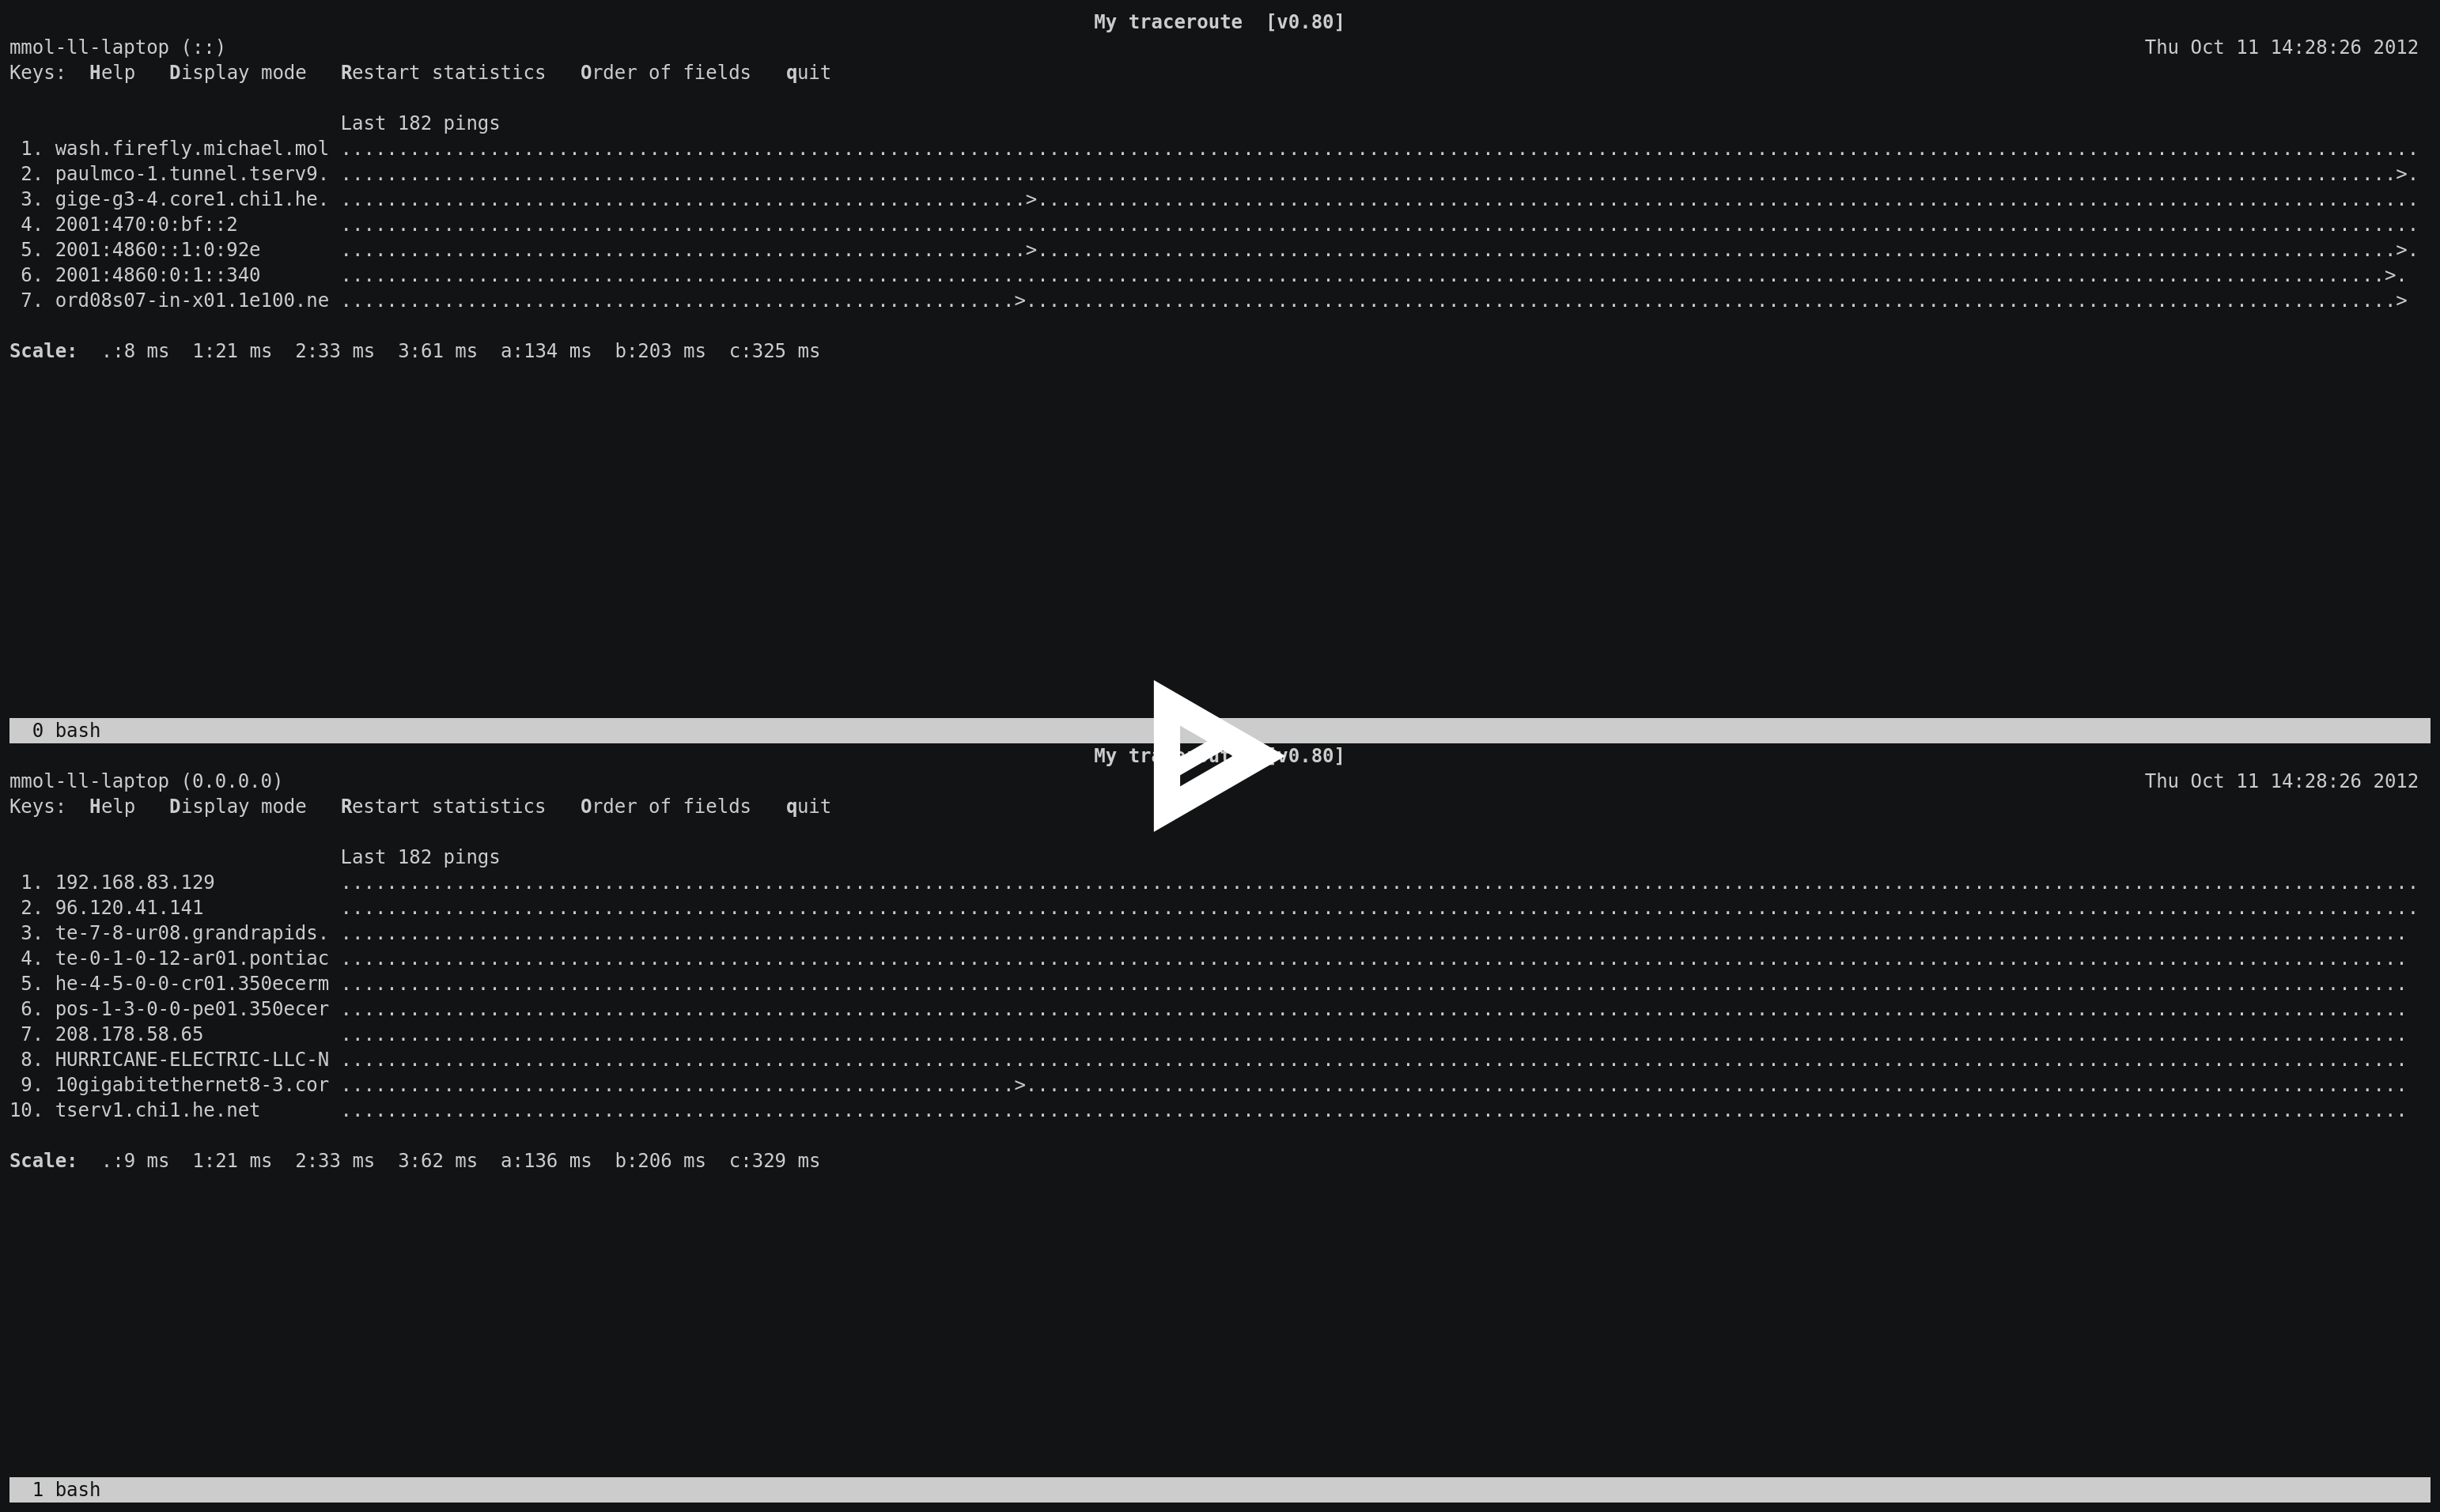 My traceroute  [v0.80]
mmol-ll-laptop (::) Thu Oct 11 14:28:26 2012
Keys:  Help   Display mode   Restart statistics   Order of fields   quit
Last 182 pings
1. wash.firefly.michael.mol ....................
2. paulmco-1.tunnel.tserv9. ....................>.
3. gige-g3-4.core1.chi1.he. ....................>....................
4. 2001:470:0:bf::2 ....................
5. 2001:4860::1:0:92e ....................>....................>.
6. 2001:4860:0:1::340 ....................>.
7. ord08s07-in-x01.1e100.ne ....................>....................>
Scale:  .:8 ms  1:21 ms  2:33 ms  3:61 ms  a:134 ms  b:203 ms  c:325 ms
0 bash
My [v0.80]
mmol-ll-laptop (0.0.0.0) Thu Oct 11 14:28:26 2012
Keys:  Help   Display mode   Restart statistics   Order of fields   quit
Last 182 pings
1. 192.168.83.129 ....................
2. 96.120.41.141 ....................
3. te-7-8-ur08.grandrapids. ....................
4. te-0-1-0-12-ar01.pontiac ....................
5. he-4-5-0-0-cr01.350ecerm ....................
6. pos-1-3-0-0-pe01.350ecer ....................
7. 208.178.58.65 ....................
8. HURRICANE-ELECTRIC-LLC-N ....................
9. 10gigabitethernet8-3.cor ....................>....................
10. tserv1.chi1.he.net ....................
Scale:  .:9 ms  1:21 ms  2:33 ms  3:62 ms  a:136 ms  b:206 ms  c:329 ms
1 bash